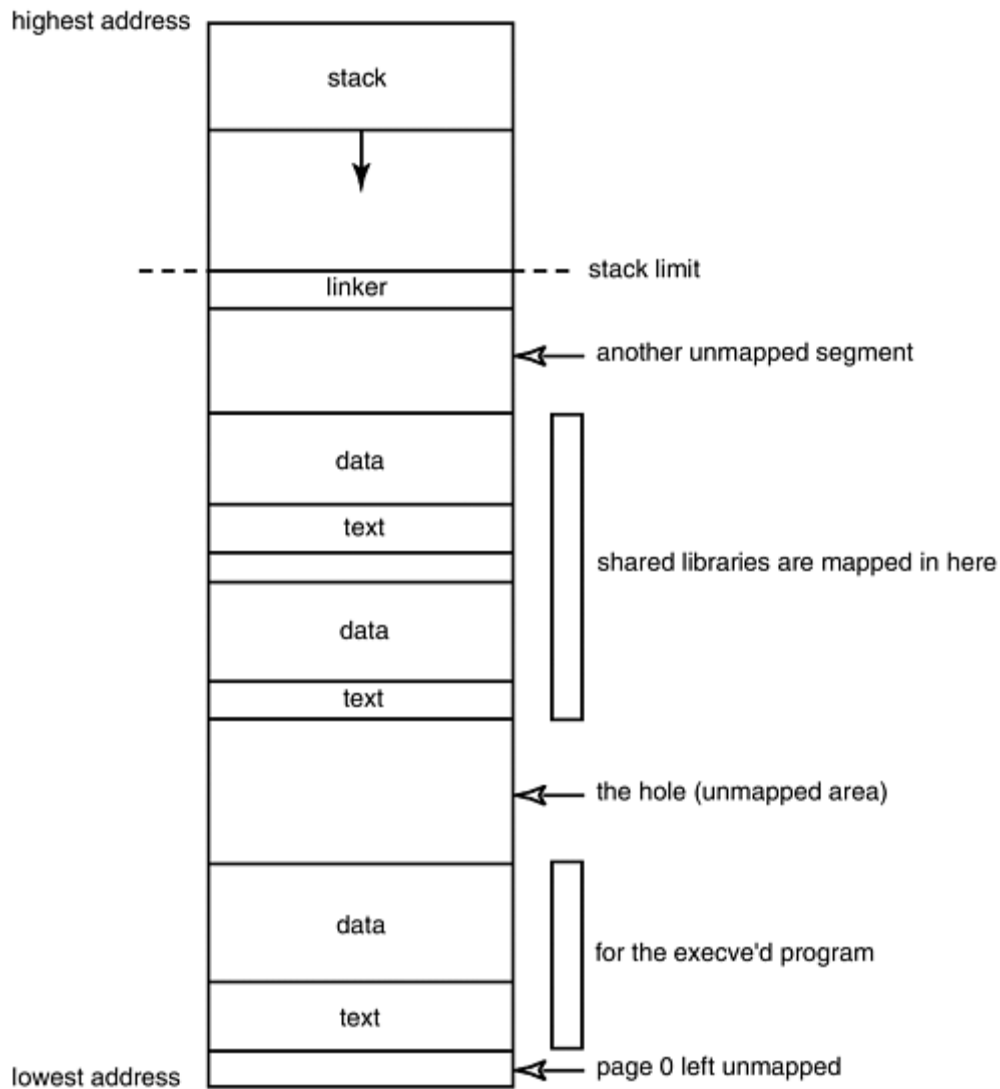 highest address
stack
stack limit
linker
another unmapped segment
data
text
shared libraries are mapped in here
data
text
the hole (unmapped area)
data
for the execve'd program
text
page 0 left unmapped
lowest address